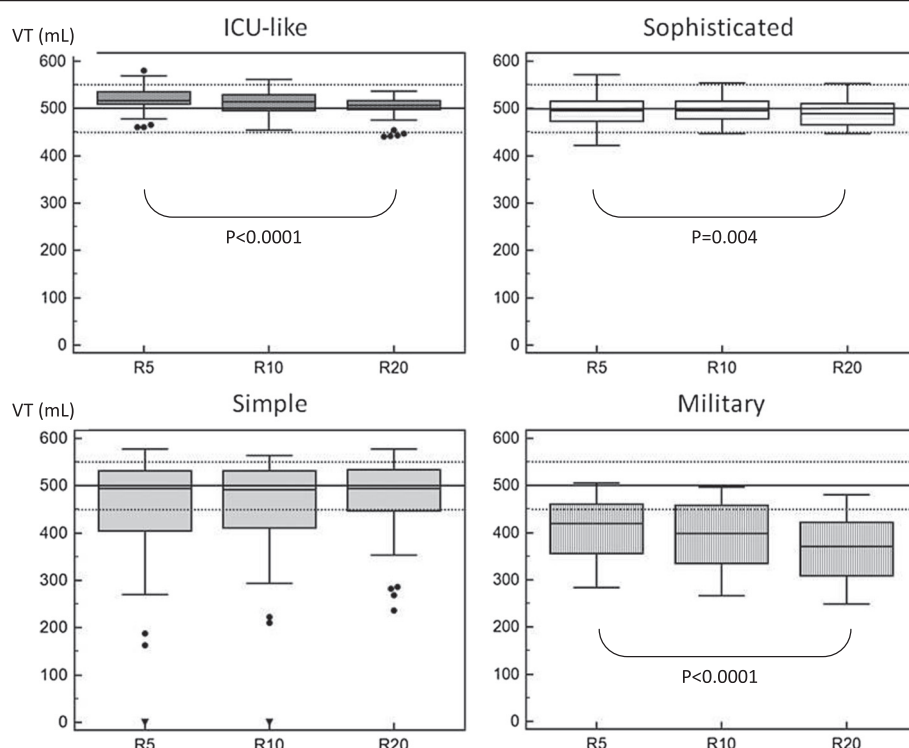 VT (mL)
ICU-like
Sophisticated
600
500
400
300
200
100
0
P<0.0001
R5
R10
R20
600
500
400
300
200
100
0
P=0.004
R5
R10
R20
VT (mL)
Simple
Military
600
500
400
300
200
100
0
R5
R10
R20
600
500
400
300
200
100
0
P<0.0001
R5
R10
R20